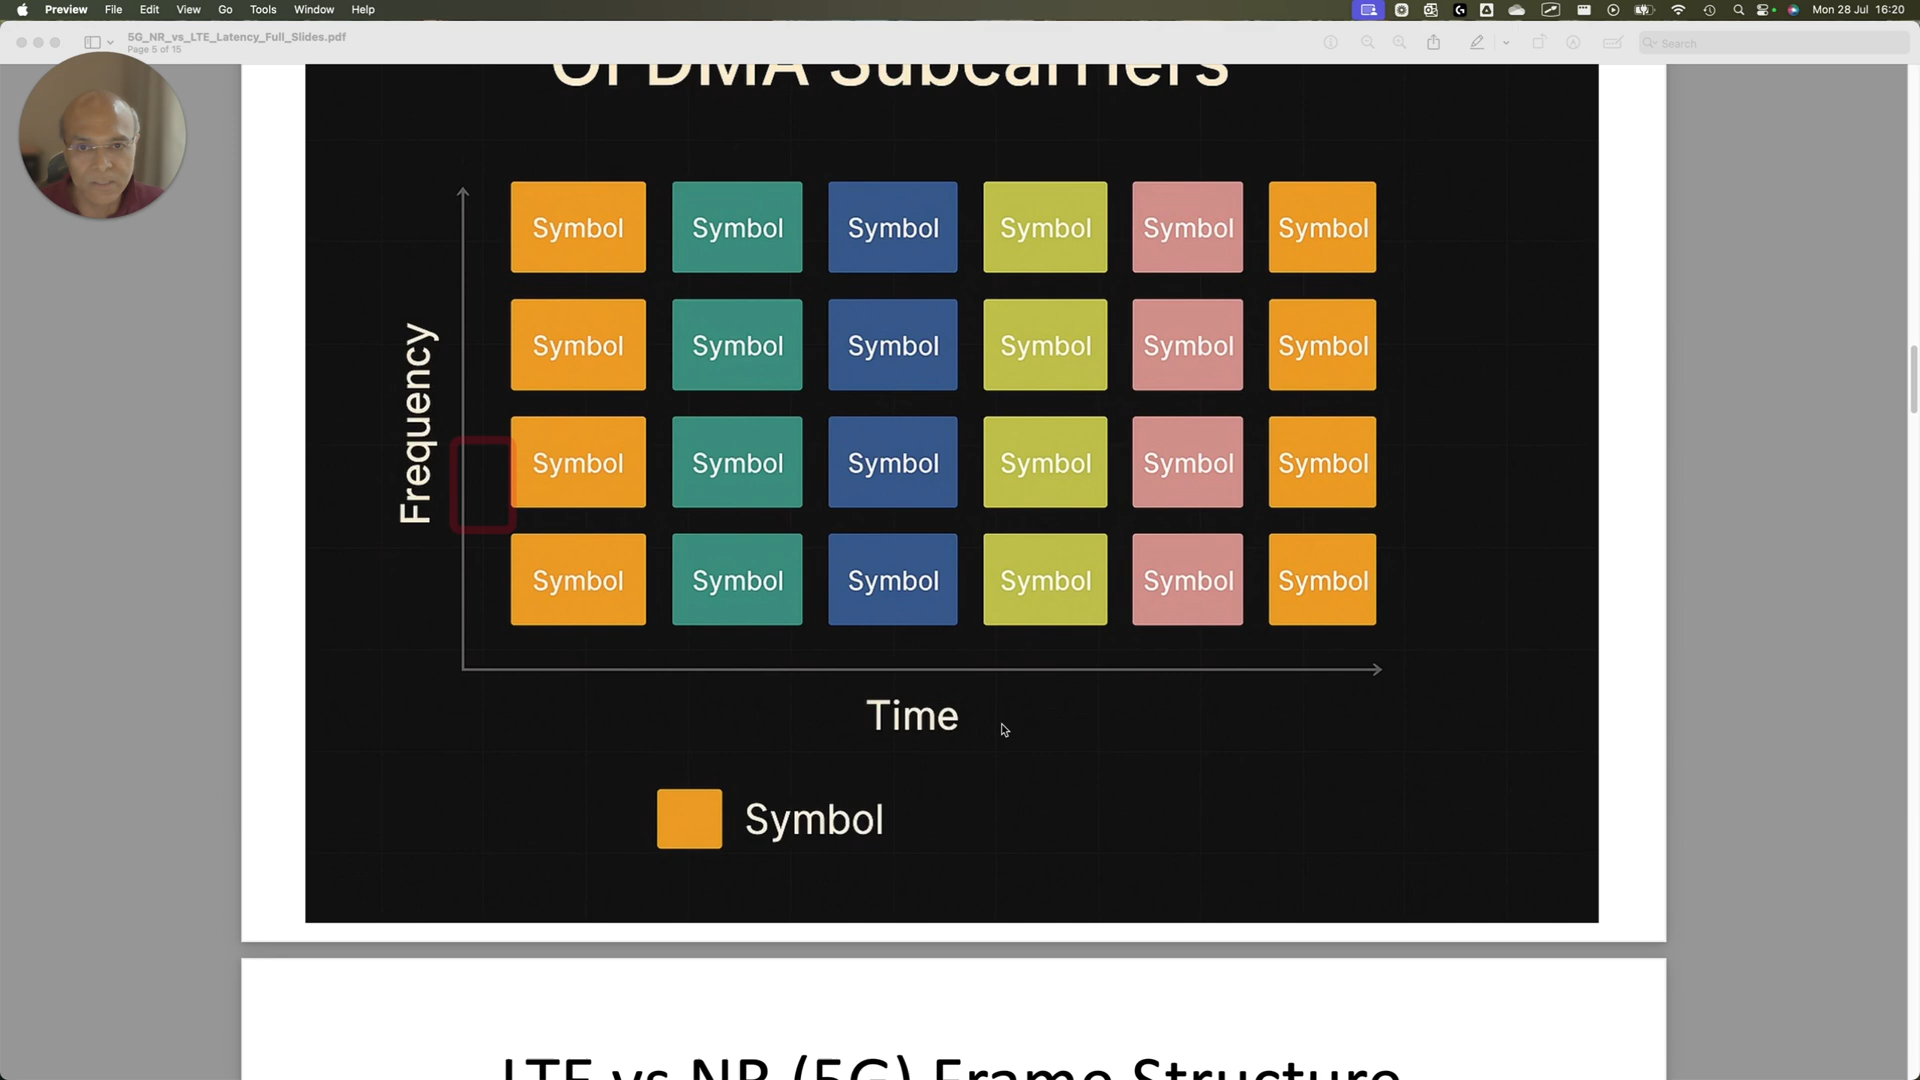 Preview File Edit View Go Tools Window Help Mon 28 Jul 16:20
5G_NR_vs_LTE_Latency_Full_Slides.pdf
Page 5 of 15
Search
OFDMA Subcarriers
Symbol Symbol Symbol Symbol Symbol Symbol
Symbol Symbol Symbol Symbol Symbol Symbol
Frequency
Symbol Symbol Symbol Symbol Symbol Symbol
Symbol Symbol Symbol Symbol Symbol Symbol
Time
Symbol
LTE vs NR (5G) Frame Structure